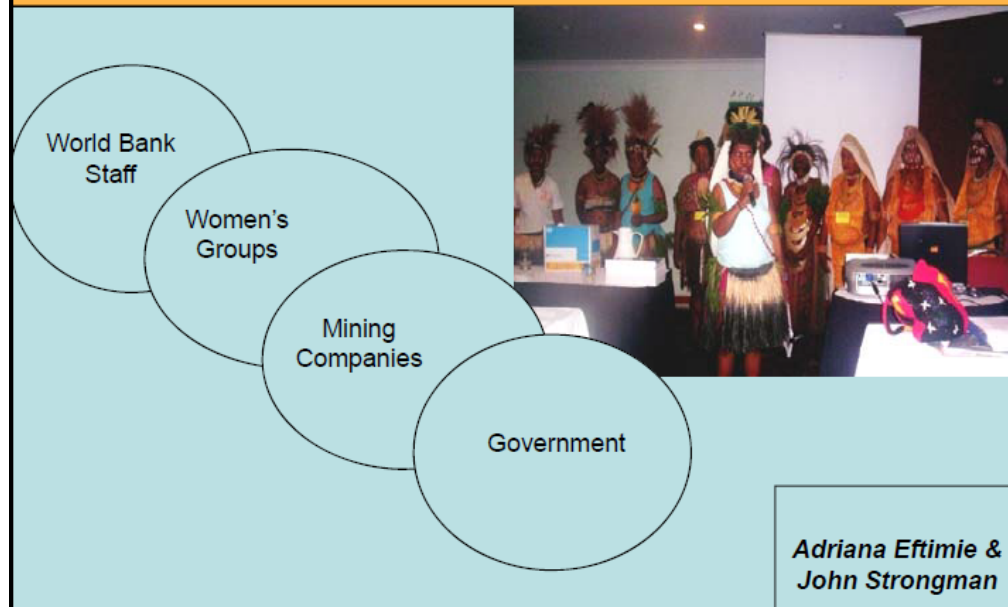 World Bank
Staff
Women's
Groups
Mining
Companies
Government
Adriana Eftimie &
John Strongman